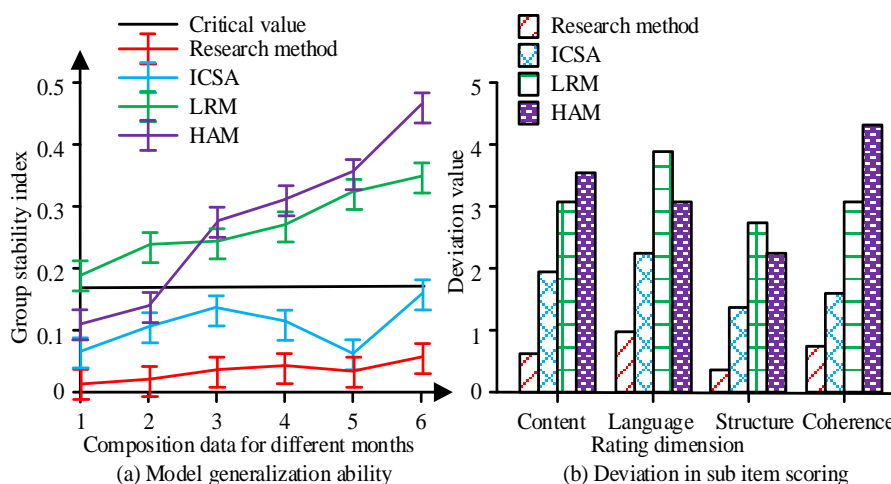 Critical value
Research method
ICSA
LRM
HAM
Group stability index
0.5
0.4
0.3
0.2
0.1
0
1 2 3 4 5 6
Composition data for different months
(a) Model generalization ability
Research method
ICSA
LRM
HAM
Deviation value
5
4
3
2
1
0
Content Language Structure Coherence
Rating dimension
(b) Deviation in sub item scoring